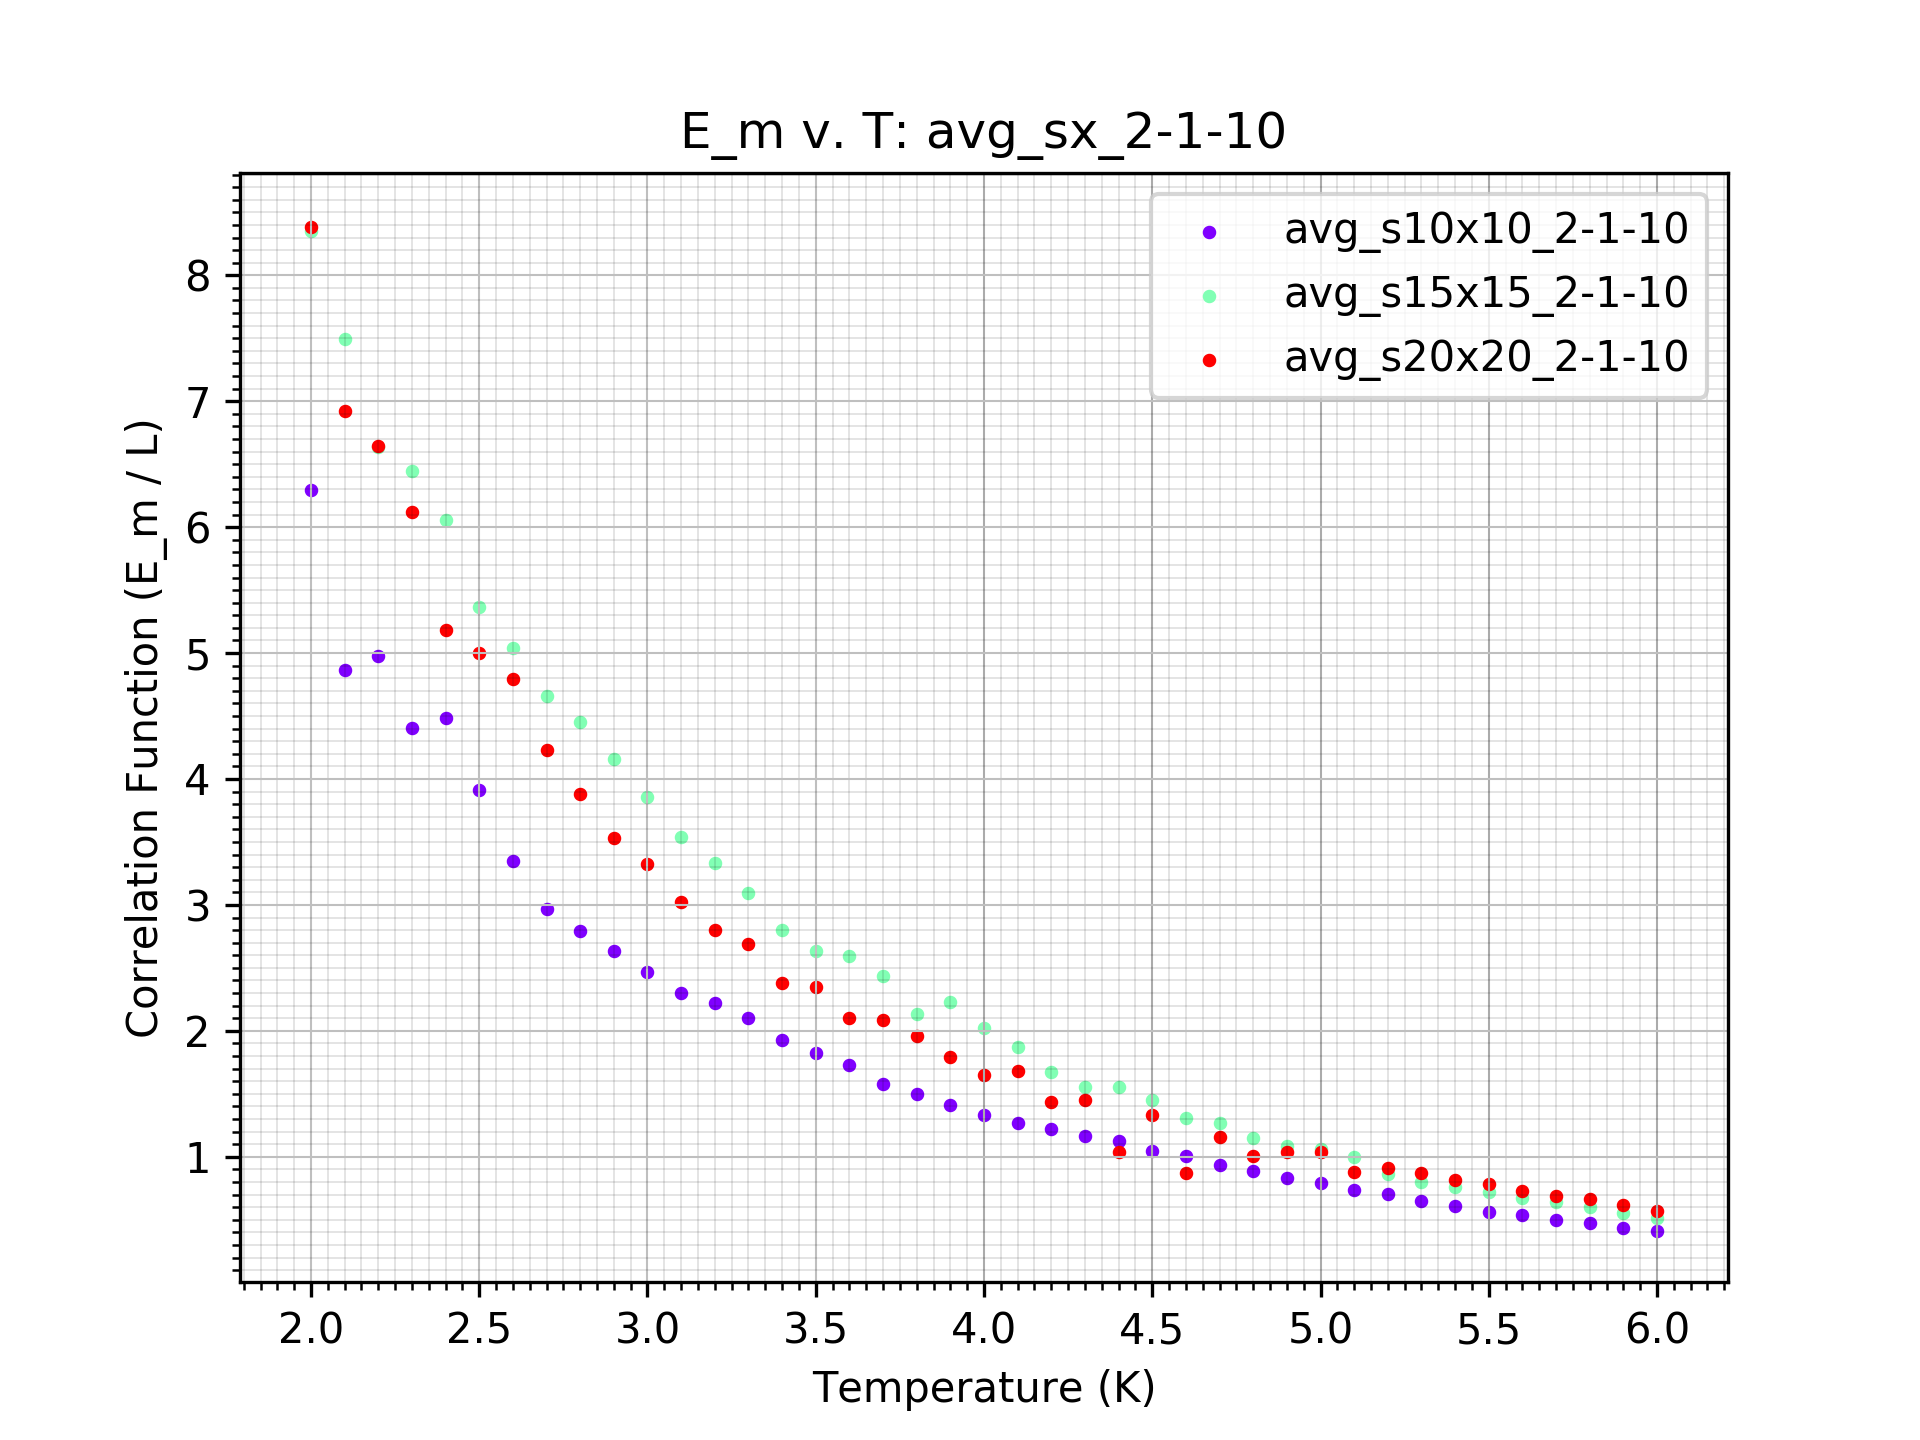 E_m v. T: avg_sx_2-1-10
avg_s10x10_2-1-10
avg_s15x15_2-1-10
avg_s20x20_2-1-10
Correlation Function (E_m / L)
8
7
6
5
4
3
2
1
2.0 2.5 3.0 3.5 4.0 4.5 5.0 5.5 6.0
Temperature (K)